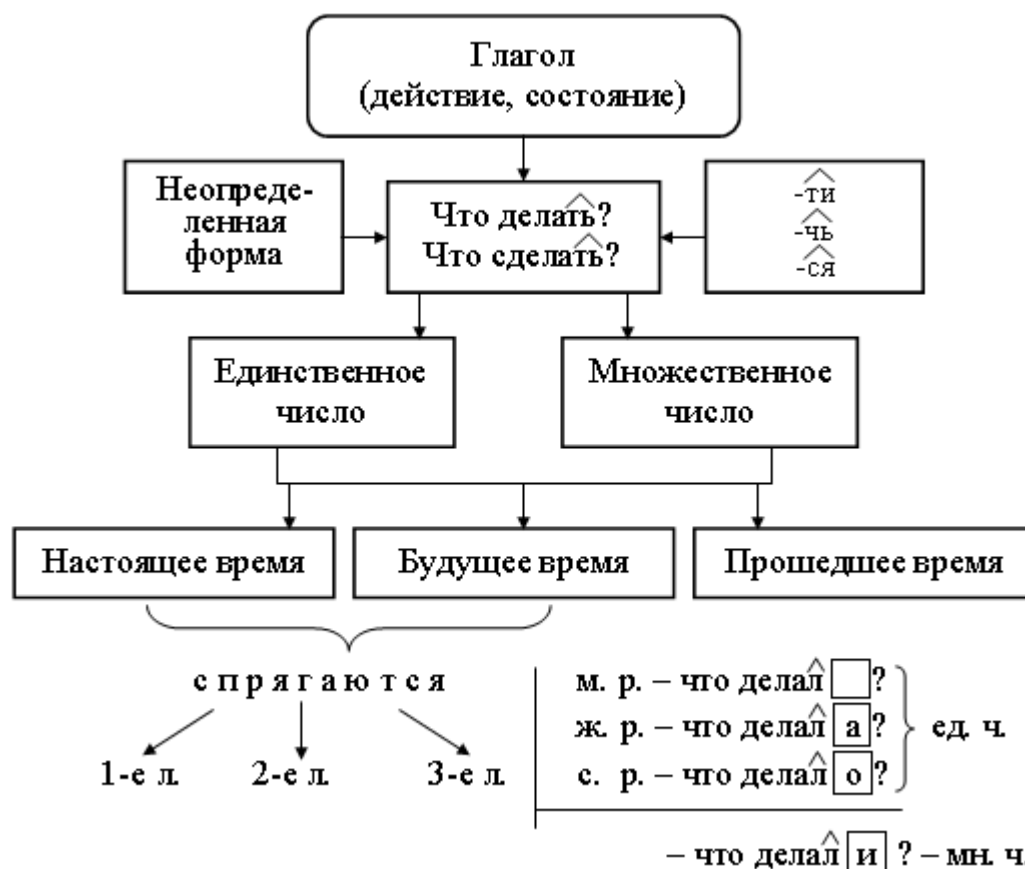 Глагол
(действие, состояние)
Неопреде-
ленная
форма
Что делать?
Что сделать?
-ти
-чь
-ся
Единственное
число
Множественное
число
Настоящее время
Будущее время
Прошедшее время
спрягаются
1-е л.
2-е л.
3-е л.
м. р. – что делал ?
ж. р. – что делал а ?
с. р. – что делал о ?
ед. ч.
– что делал и ? – мн. ч.